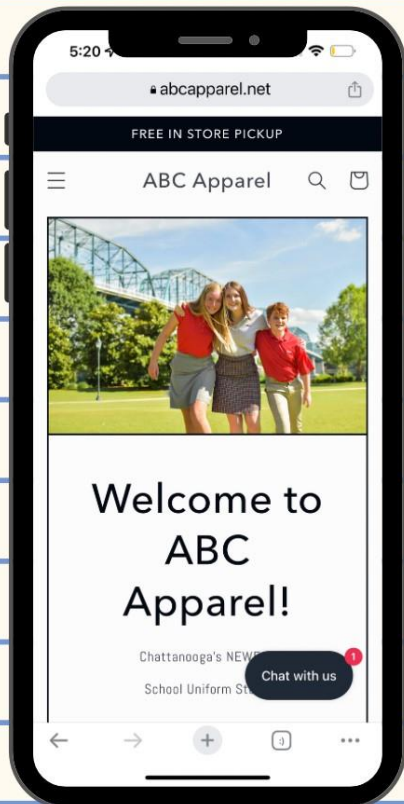 5:20
abcapparel.net
FREE IN STORE PICKUP
ABC Apparel
Welcome to
ABC
Apparel!
Chattanooga's
School Uniform
1
Chat with us
:)